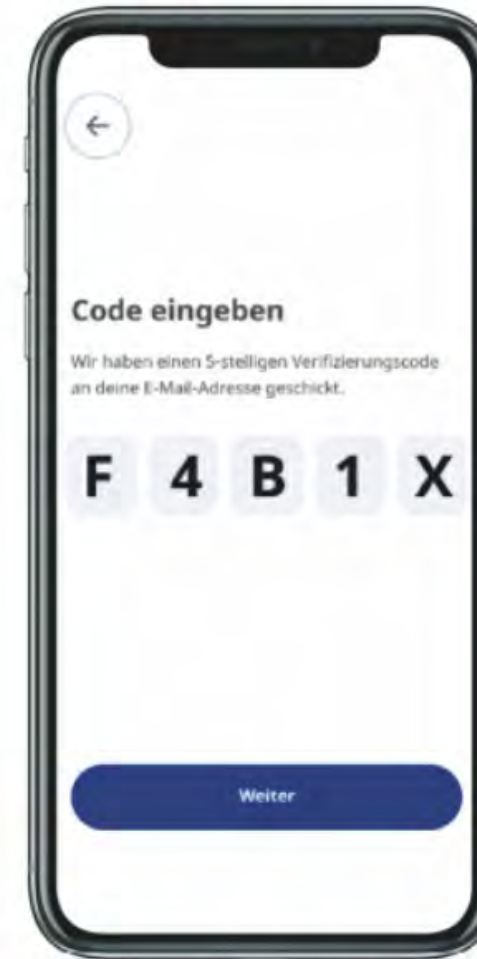 Code eingeben
Wir haben einen 5-stelligen Verifizierungscode
an deine E-Mail-Adresse geschickt.
F 4 B 1 X
Weiter